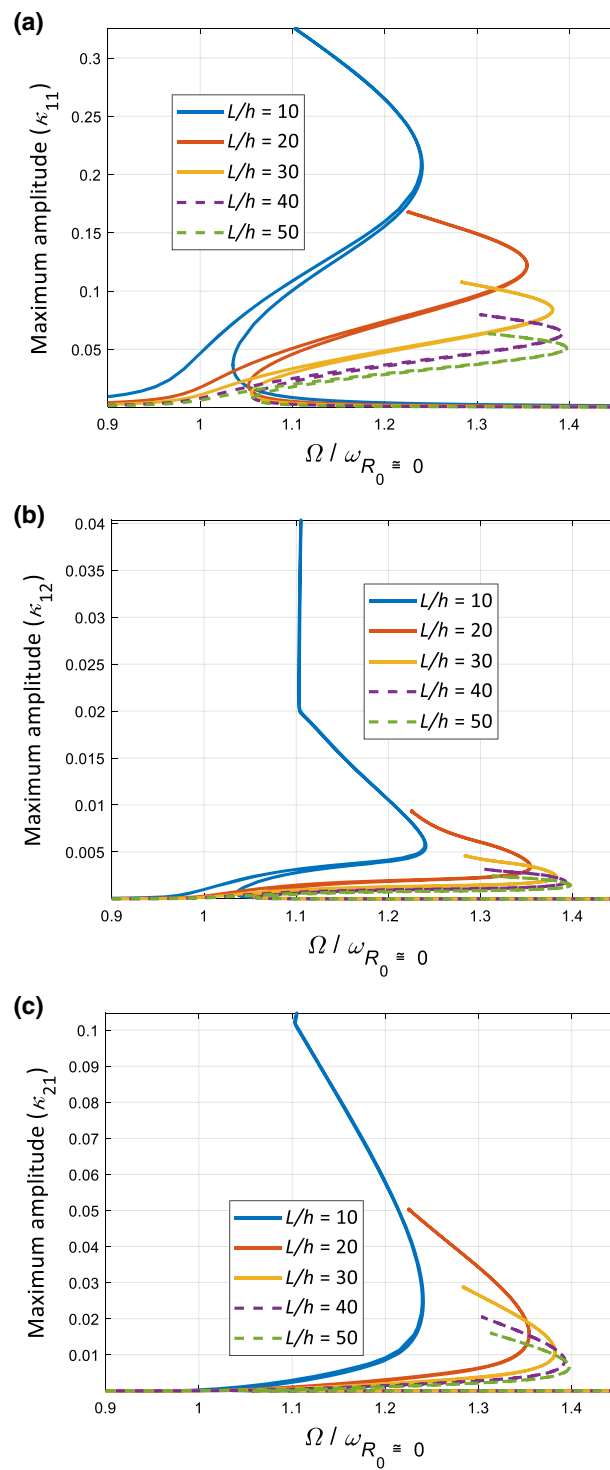 (a)
Maximum amplitude (κ11)
0.3
0.25
0.2
0.15
0.1
0.05
L/h = 10
L/h = 20
L/h = 30
L/h = 40
L/h = 50
0.9 1 1.1 1.2 1.3 1.4
Ω / ωR0 ≅ 0
(b)
Maximum amplitude (κ12)
0.04
0.035
0.03
0.025
0.02
0.015
0.01
0.005
L/h = 10
L/h = 20
L/h = 30
L/h = 40
L/h = 50
0.9 1 1.1 1.2 1.3 1.4
Ω / ωR0 ≅ 0
(c)
Maximum amplitude (κ21)
0.1
0.09
0.08
0.07
0.06
0.05
0.04
0.03
0.02
0.01
L/h = 10
L/h = 20
L/h = 30
L/h = 40
L/h = 50
0.9 1 1.1 1.2 1.3 1.4
Ω / ωR0 ≅ 0